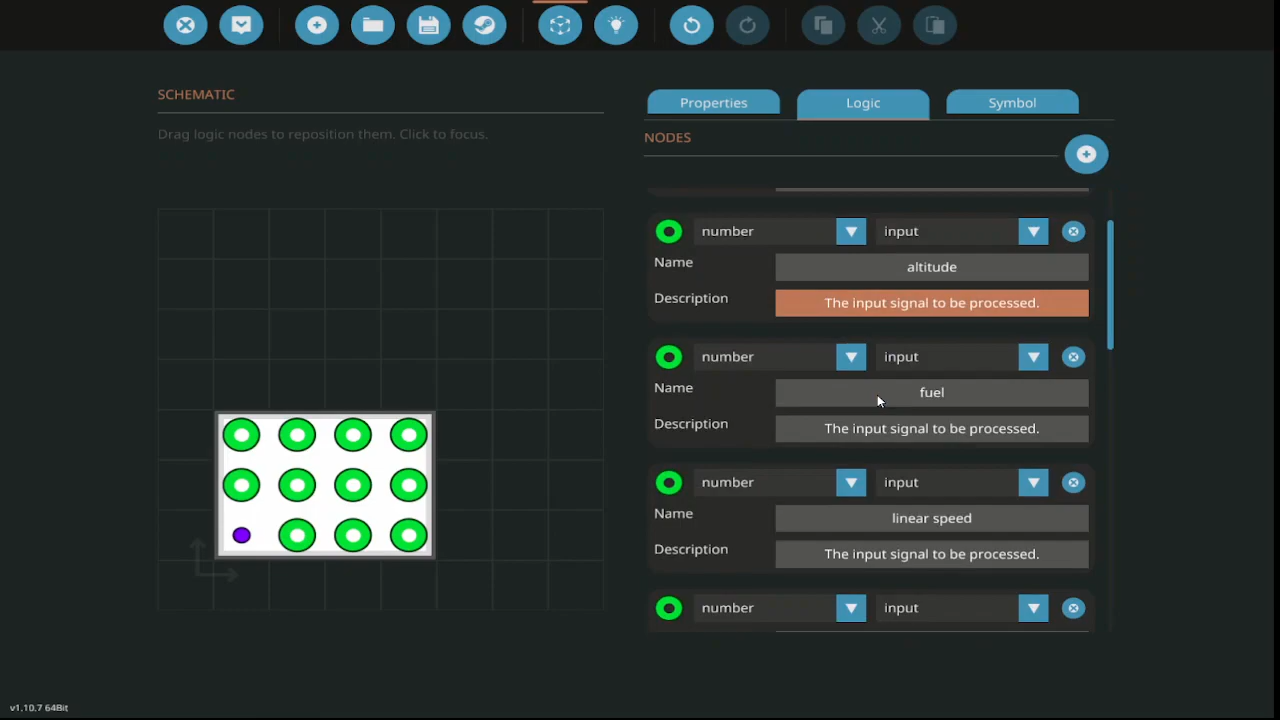 SCHEMATIC
Drag logic nodes to reposition them. Click to focus.
Properties
Logic
Symbol
NODES
number
input
Name
altitude
Description
The input signal to be processed.
number
input
Name
fuel
Description
The input signal to be processed.
number
input
Name
linear speed
Description
The input signal to be processed.
number
input
v1.10.7 64Bit